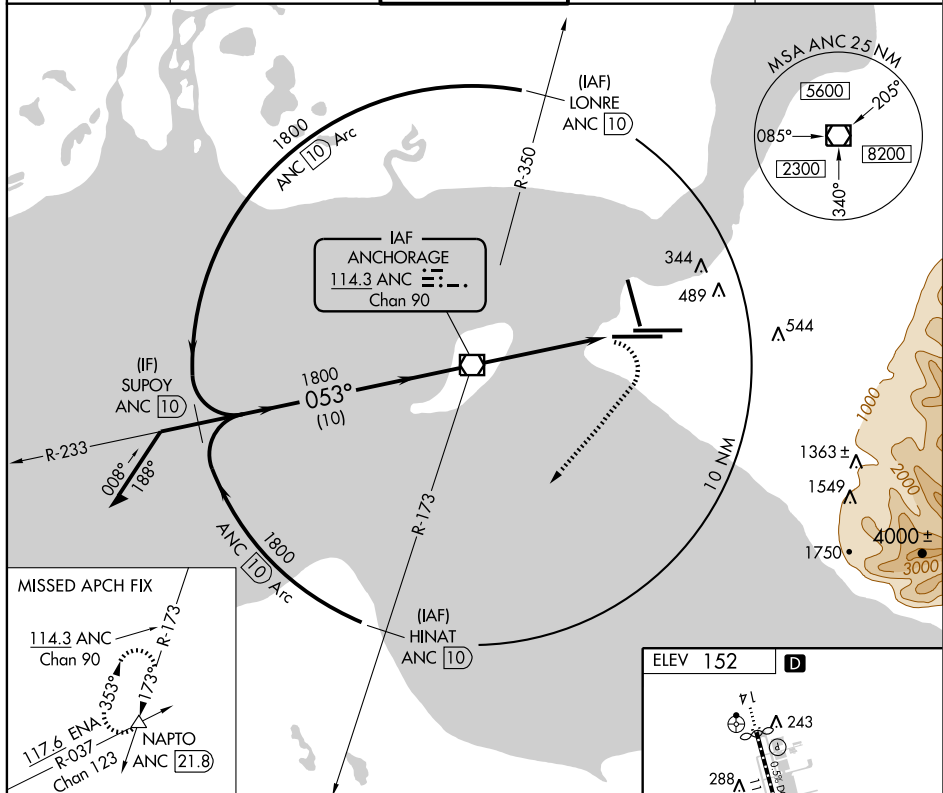 MSA ANC 25 NM
5600
205°
085°
2300
8200
340°
(IAF)
LONRE
ANC 10
1800
ANC 10 Arc
R-350
IAF
ANCHORAGE
114.3 ANC
Chan 90
344
489
544
(IF)
SUPOY
ANC 10
1800
053°
(10)
R-233
008°
188°
R-173
10 NM
1000
1363 ±
2000
1549
1750
4000 ±
3000
1800
ANC 10 Arc
(IAF)
HINAT
ANC 10
MISSED APCH FIX
114.3 ANC
Chan 90
R-173
353°
173°
117.6 ENA
R-037
Chan 123
NAPTO
ANC 21.8
ELEV 152
D
14
243
P
288